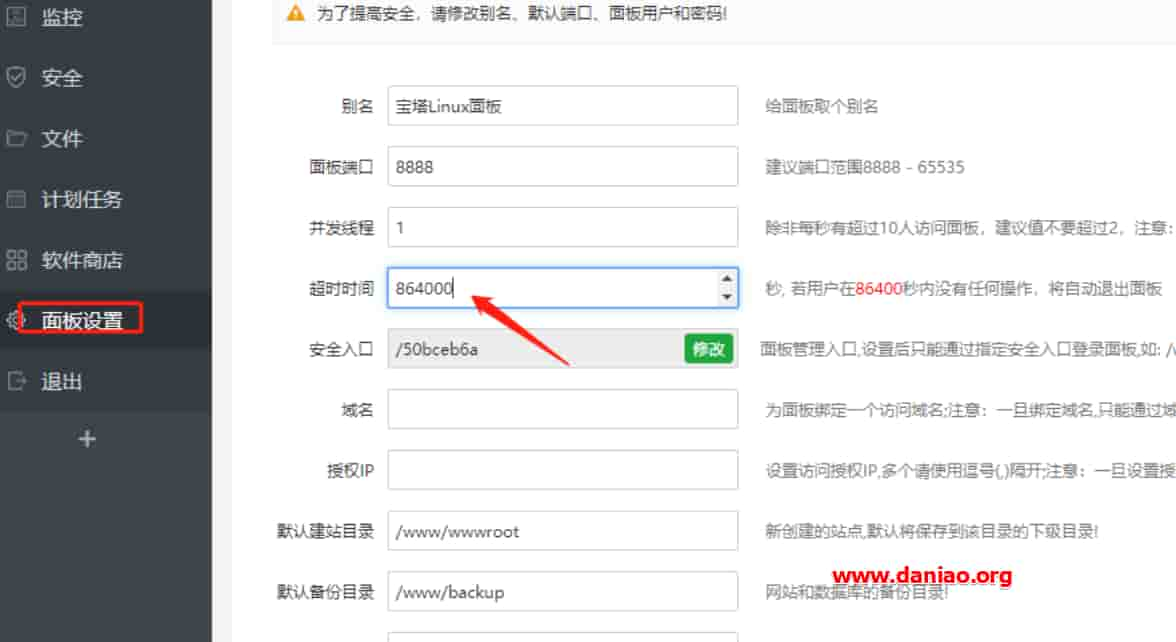 监控
安全
文件
计划任务
软件商店
面板设置
退出
为了提高安全，请修改别名、默认端口、面板用户和密码!
别名 宝塔Linux面板 给面板取个别名
面板端口 8888 建议端口范围8888 - 65535
并发线程 1 除非每秒有超过10人访问面板，建议值不要超过2，注意：
超时时间 864000 秒, 若用户在86400秒内没有任何操作，将自动退出面板
安全入口 /50bceb6a 修改 面板管理入口,设置后只能通过指定安全入口登录面板,如: /w
域名 为面板绑定一个访问域名;注意：一旦绑定域名,只能通过域
授权IP 设置访问授权IP,多个请使用逗号(,)隔开;注意：一旦设置授
默认建站目录 /www/wwwroot 新创建的站点,默认将保存到该目录的下级目录!
默认备份目录 /www/backup 网站和数据库的备份目录!
www.daniao.org